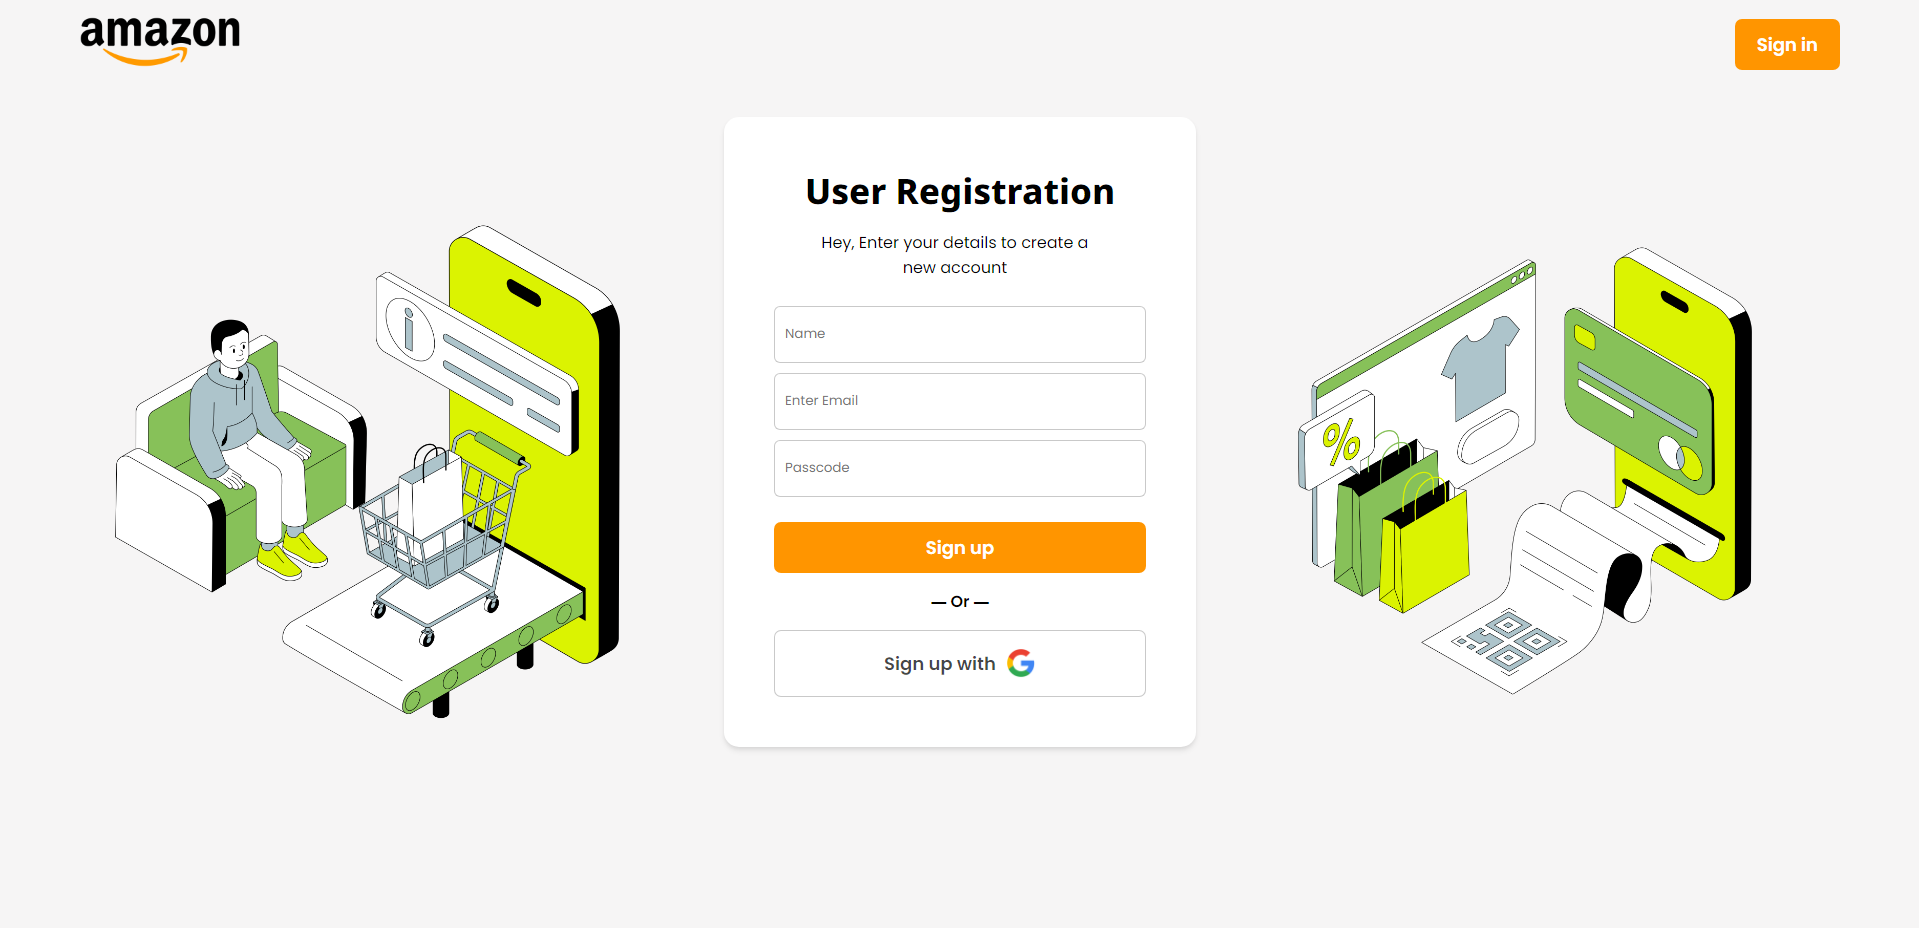 amazon
Sign in
User Registration
Hey, Enter your details to create a
new account
Name
Enter Email
Passcode
Sign up
— Or —
Sign up with
%